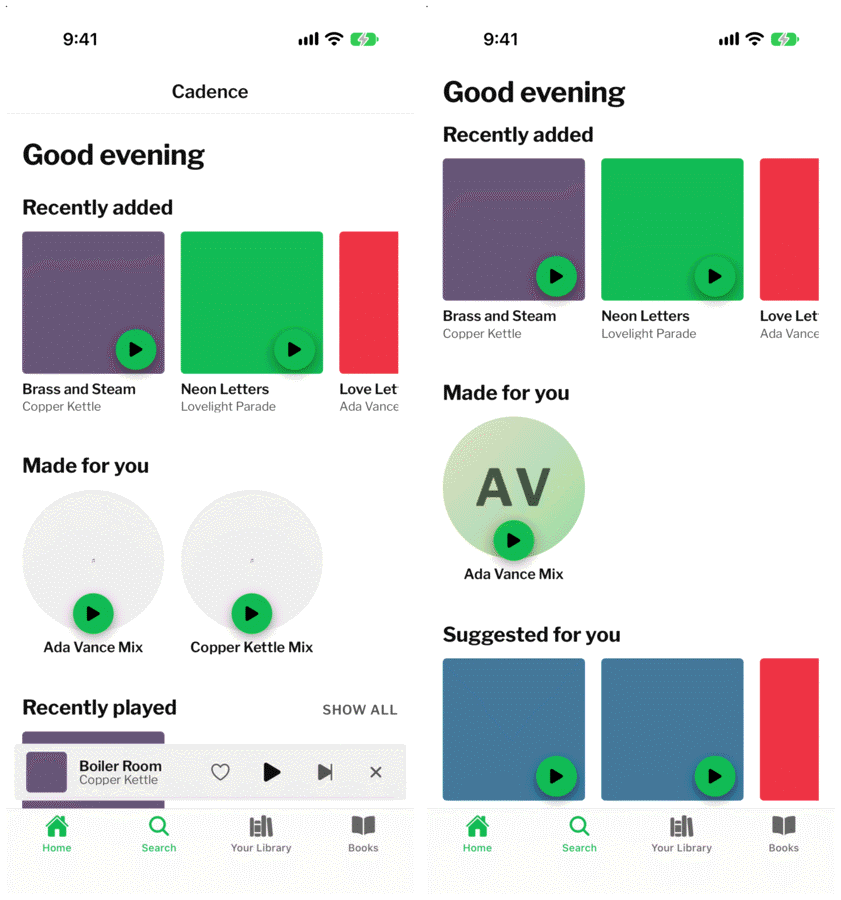 9:41
Cadence
Good evening
Recently added
Brass and Steam
Neon Letters
Love Let
Copper Kettle
Lovelight Parade
Ada Vance
Made for you
Ada Vance Mix
Copper Kettle Mix
Recently played
SHOW ALL
Boiler Room
Copper Kettle
Home
Search
Your Library
Books
9:41
Good evening
Recently added
Brass and Steam
Neon Letters
Love Let
Copper Kettle
Lovelight Parade
Ada Vance
Made for you
AV
Ada Vance Mix
Suggested for you
Home
Search
Your Library
Books